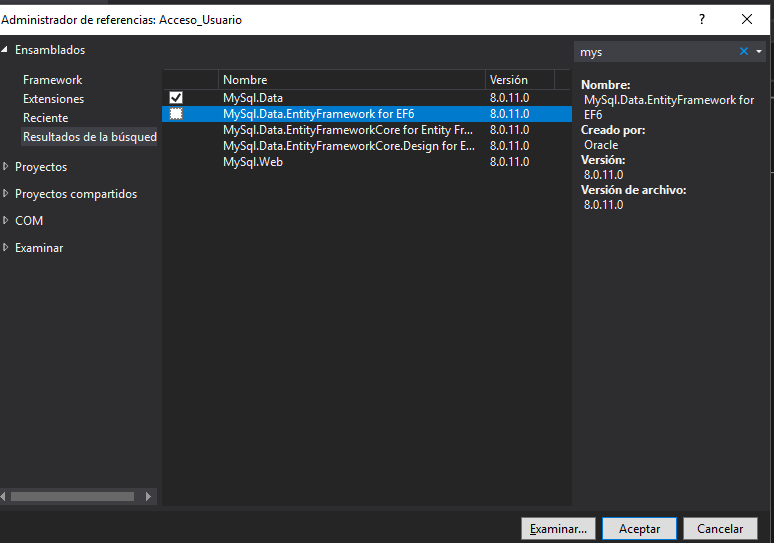 Administrador de referencias: Acceso_Usuario
?
Ensamblados
Framework
Extensiones
Reciente
Resultados de la búsqued
Proyectos
Proyectos compartidos
COM
Examinar
Nombre Versión
MySql.Data 8.0.11.0
MySql.Data.EntityFramework for EF6 8.0.11.0
MySql.Data.EntityFrameworkCore for Entity Fr... 8.0.11.0
MySql.Data.EntityFrameworkCore.Design for E... 8.0.11.0
MySql.Web 8.0.11.0
mys
Nombre:
MySql.Data.EntityFramework for
EF6
Creado por:
Oracle
Versión:
8.0.11.0
Versión de archivo:
8.0.11.0
Examinar... Aceptar Cancelar